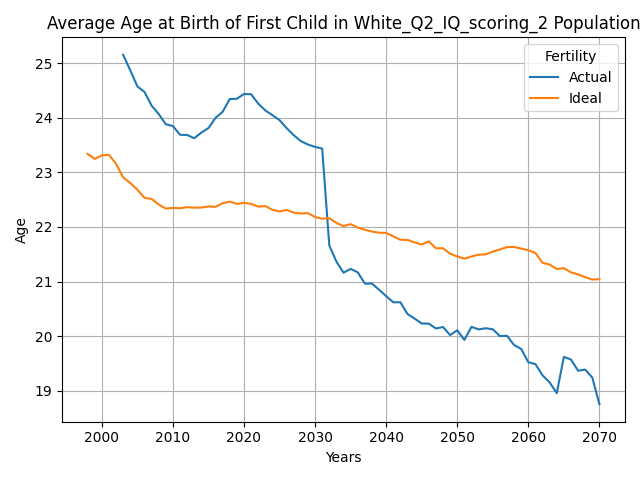 Average Age at Birth of First Child in White_Q2_IQ_scoring_2 Population
Fertility
Actual
Ideal
Age
25
24
23
22
21
20
19
2000 2010 2020 2030 2040 2050 2060 2070
Years